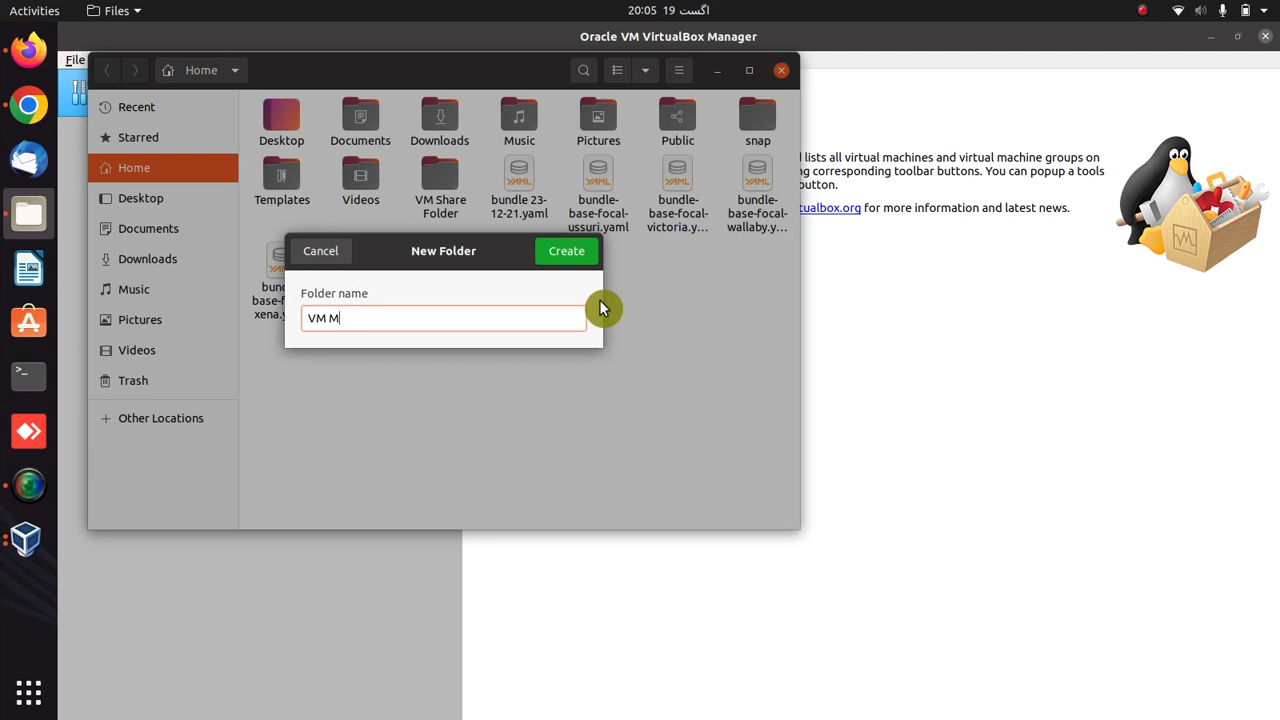 Activities
Files
20:05 19 اگست
Oracle VM VirtualBox Manager
File
Home
Recent
Starred
Home
Desktop
Documents
Downloads
Music
Pictures
Videos
Trash
Other Locations
Desktop
Documents
Downloads
Music
Pictures
Public
snap
Templates
Videos
VM Share
Folder
bundle 23-
12-21.yaml
bundle-
base-focal-
ussuri.yaml
bundle-
base-focal-
victoria.y...
bundle-
base-focal-
wallaby.y...
bund
base-f
xena.y
Cancel
New Folder
Create
Folder name
VM M
lists all virtual machines and virtual machine groups on
ng corresponding toolbar buttons. You can popup a tools
button.
tualbox.org for more information and latest news.